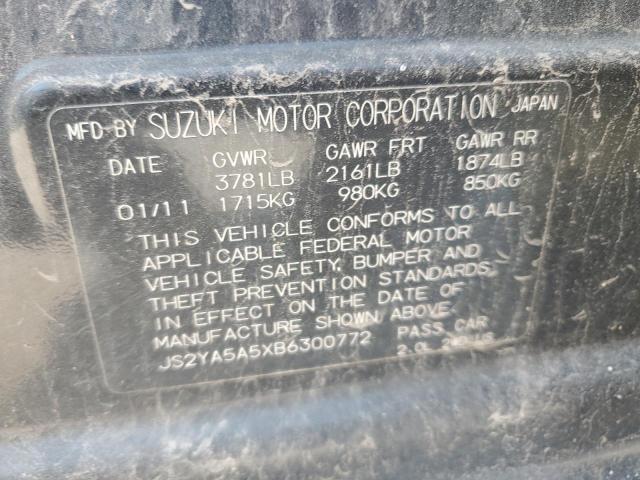 MFD BY SUZUKI MOTOR CORPORATION JAPAN
DATE GVWR GAWR FRT GAWR RR
3781LB 2161LB 1874LB
01/11 1715KG 980KG 850KG
THIS VEHICLE CONFORMS TO ALL
APPLICABLE FEDERAL MOTOR
VEHICLE SAFETY, BUMPER AND
THEFT PREVENTION STANDARDS
IN EFFECT ON THE DATE OF
MANUFACTURE SHOWN ABOVE.
JS2YA5A5XB6300772 PASS CAR
2.0L